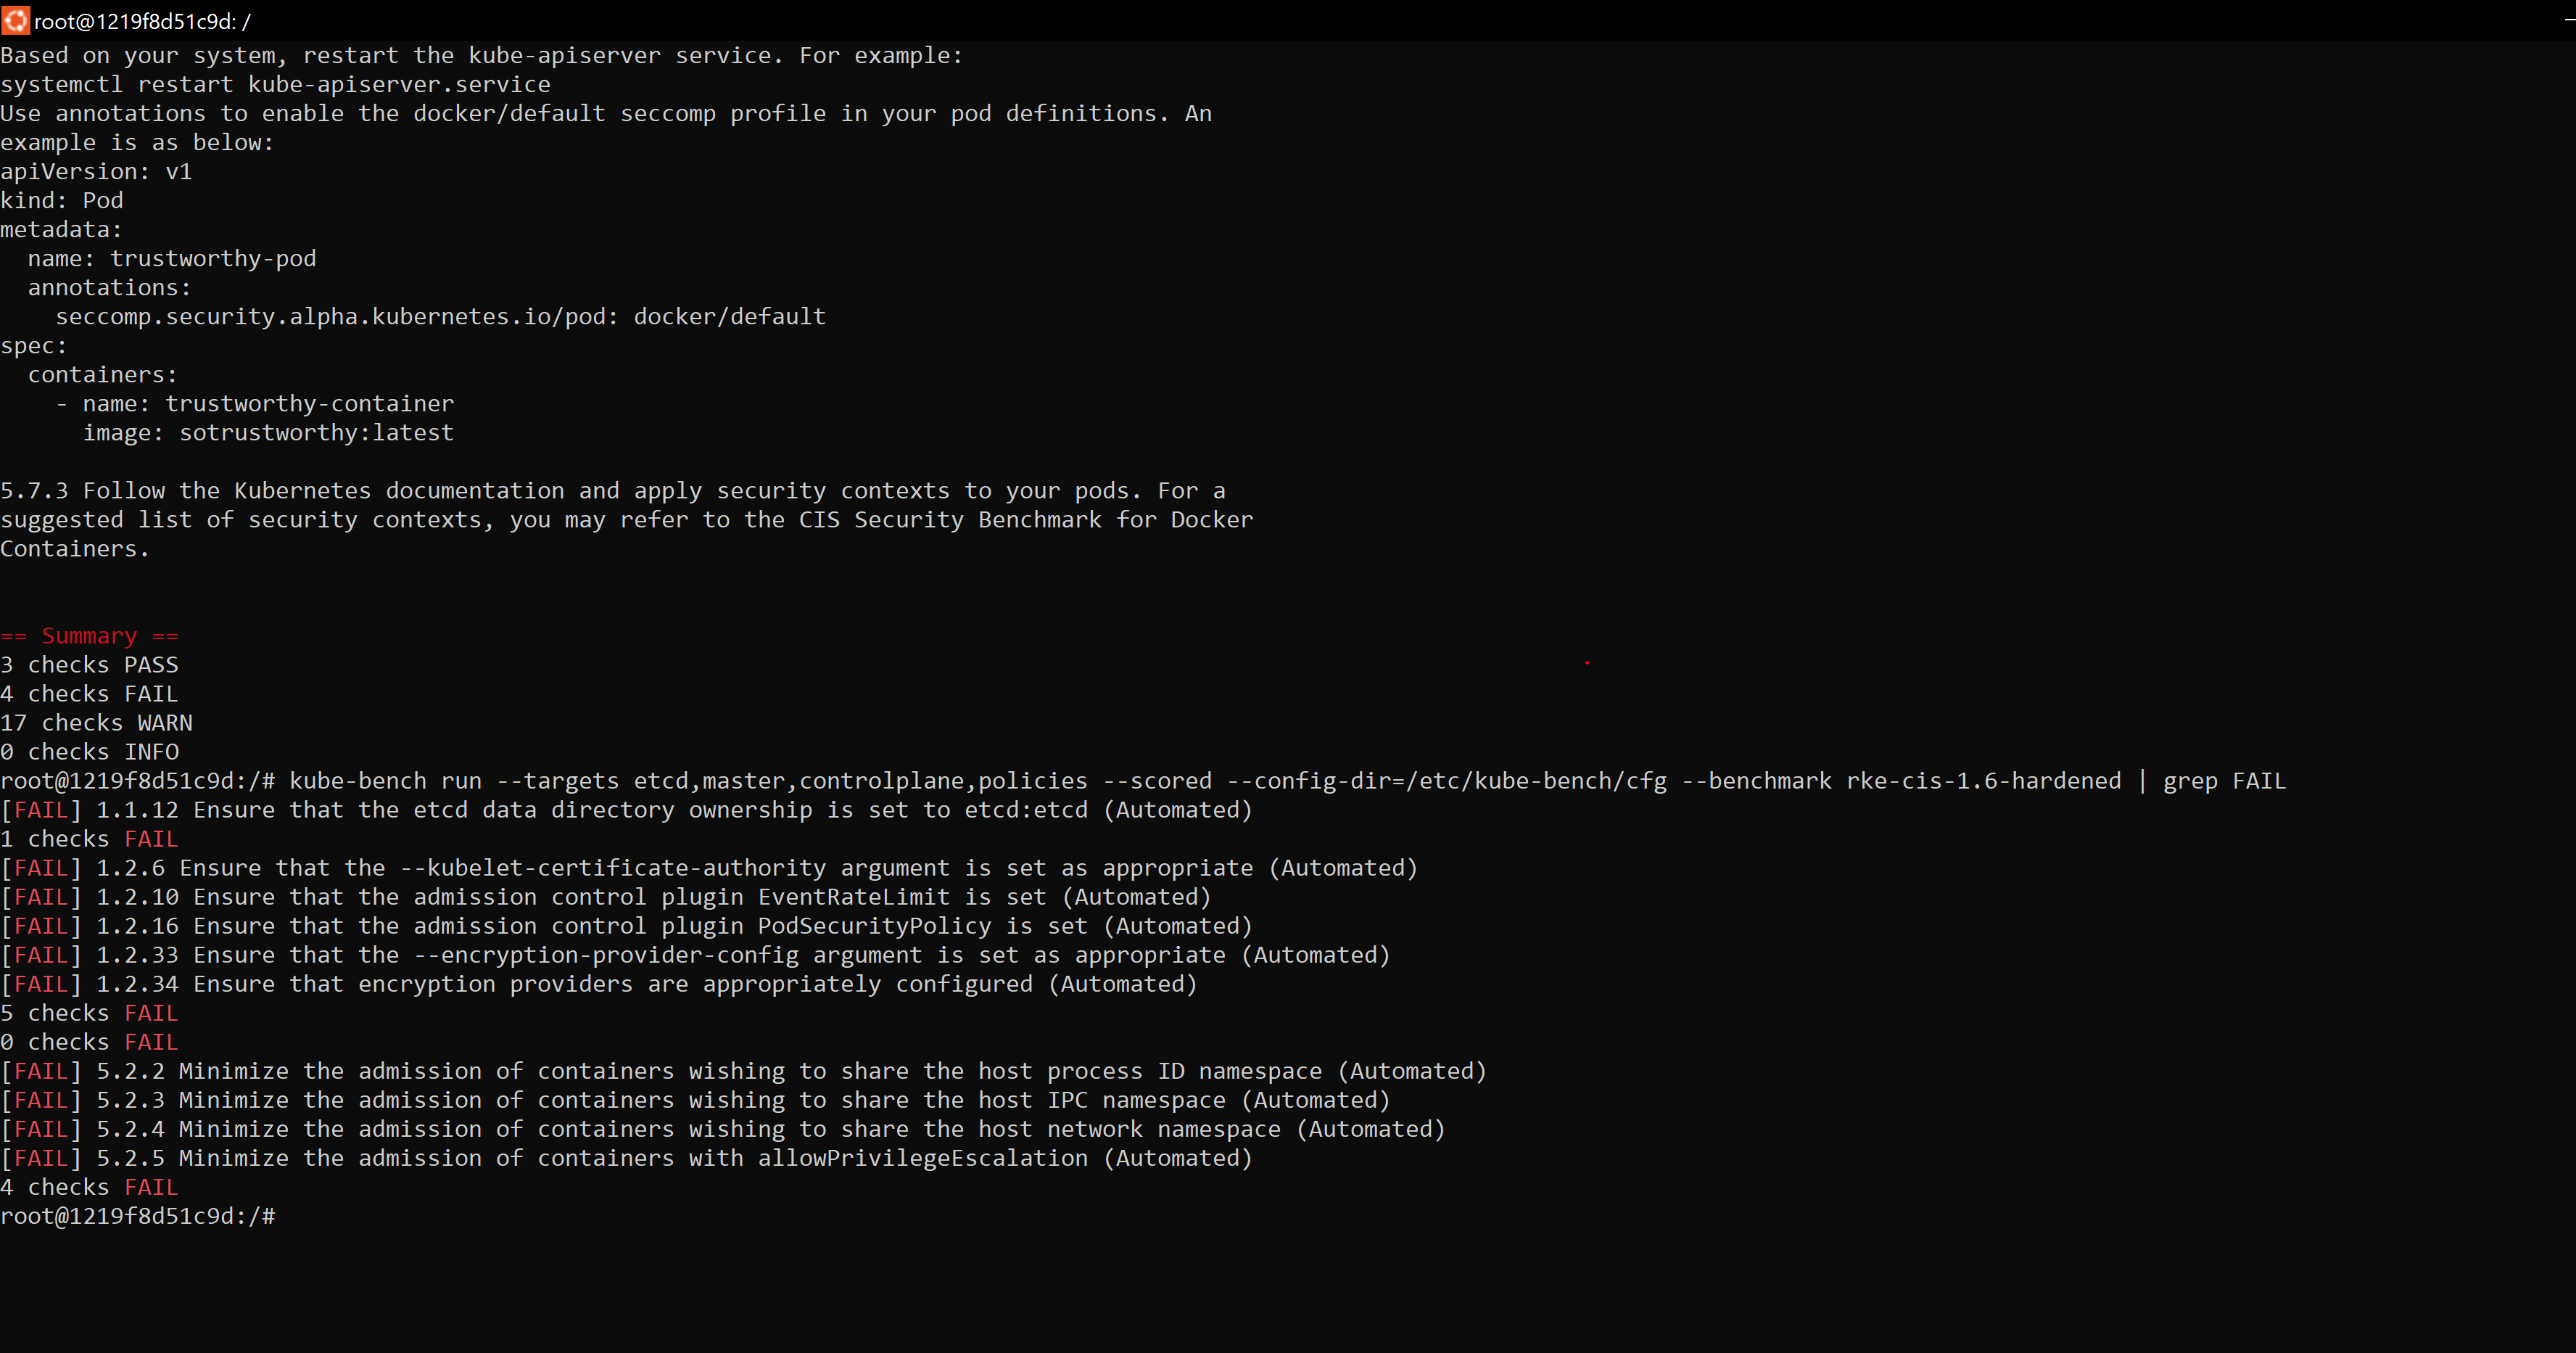 root@1219f8d51c9d: /
Based on your system, restart the kube-apiserver service. For example:
systemctl restart kube-apiserver.service
Use annotations to enable the docker/default seccomp profile in your pod definitions. An
example is as below:
apiVersion: v1
kind: Pod
metadata:
  name: trustworthy-pod
  annotations:
    seccomp.security.alpha.kubernetes.io/pod: docker/default
spec:
  containers:
    - name: trustworthy-container
      image: sotrustworthy:latest
5.7.3 Follow the Kubernetes documentation and apply security contexts to your pods. For a
suggested list of security contexts, you may refer to the CIS Security Benchmark for Docker
Containers.
== Summary ==
3 checks PASS
4 checks FAIL
17 checks WARN
0 checks INFO
root@1219f8d51c9d:/# kube-bench run --targets etcd,master,controlplane,policies --scored --config-dir=/etc/kube-bench/cfg --benchmark rke-cis-1.6-hardened | grep FAIL
[FAIL] 1.1.12 Ensure that the etcd data directory ownership is set to etcd:etcd (Automated)
1 checks FAIL
[FAIL] 1.2.6 Ensure that the --kubelet-certificate-authority argument is set as appropriate (Automated)
[FAIL] 1.2.10 Ensure that the admission control plugin EventRateLimit is set (Automated)
[FAIL] 1.2.16 Ensure that the admission control plugin PodSecurityPolicy is set (Automated)
[FAIL] 1.2.33 Ensure that the --encryption-provider-config argument is set as appropriate (Automated)
[FAIL] 1.2.34 Ensure that encryption providers are appropriately configured (Automated)
5 checks FAIL
0 checks FAIL
[FAIL] 5.2.2 Minimize the admission of containers wishing to share the host process ID namespace (Automated)
[FAIL] 5.2.3 Minimize the admission of containers wishing to share the host IPC namespace (Automated)
[FAIL] 5.2.4 Minimize the admission of containers wishing to share the host network namespace (Automated)
[FAIL] 5.2.5 Minimize the admission of containers with allowPrivilegeEscalation (Automated)
4 checks FAIL
root@1219f8d51c9d:/#